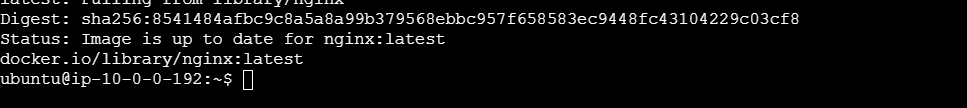 latest: Pulling from library/nginx
Digest: sha256:8541484afbc9c8a5a8a99b379568ebbc957f658583ec9448fc43104229c03cf8
Status: Image is up to date for nginx:latest
docker.io/library/nginx:latest
ubuntu@ip-10-0-0-192:~$